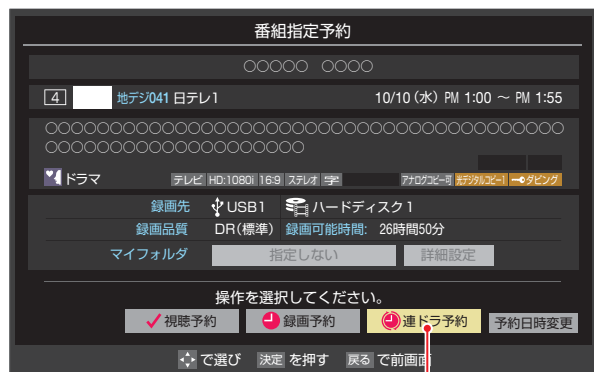 番組指定予約
○○○○○ ○○○○
4 地デジ041 日テレ1 10/10(水) PM 1:00 ~ PM 1:55
○○○○○○○○○○○○○○○○○○○○○○○○○○○○○○○○○○○○○○○○
○○○○○○○○○○○○○○○○○○○○
ドラマ テレビ HD:1080i 16:9 ステレオ 字 アナログコピー可 光デジタルコピー1 ダビング
録画先 USB1 ハードディスク1
録画品質 DR(標準) 録画可能時間: 26時間50分
マイフォルダ 指定しない 詳細設定
操作を選択してください。
視聴予約 録画予約 連ドラ予約 予約日時変更
で選び 決定 を押す 戻る で前画面